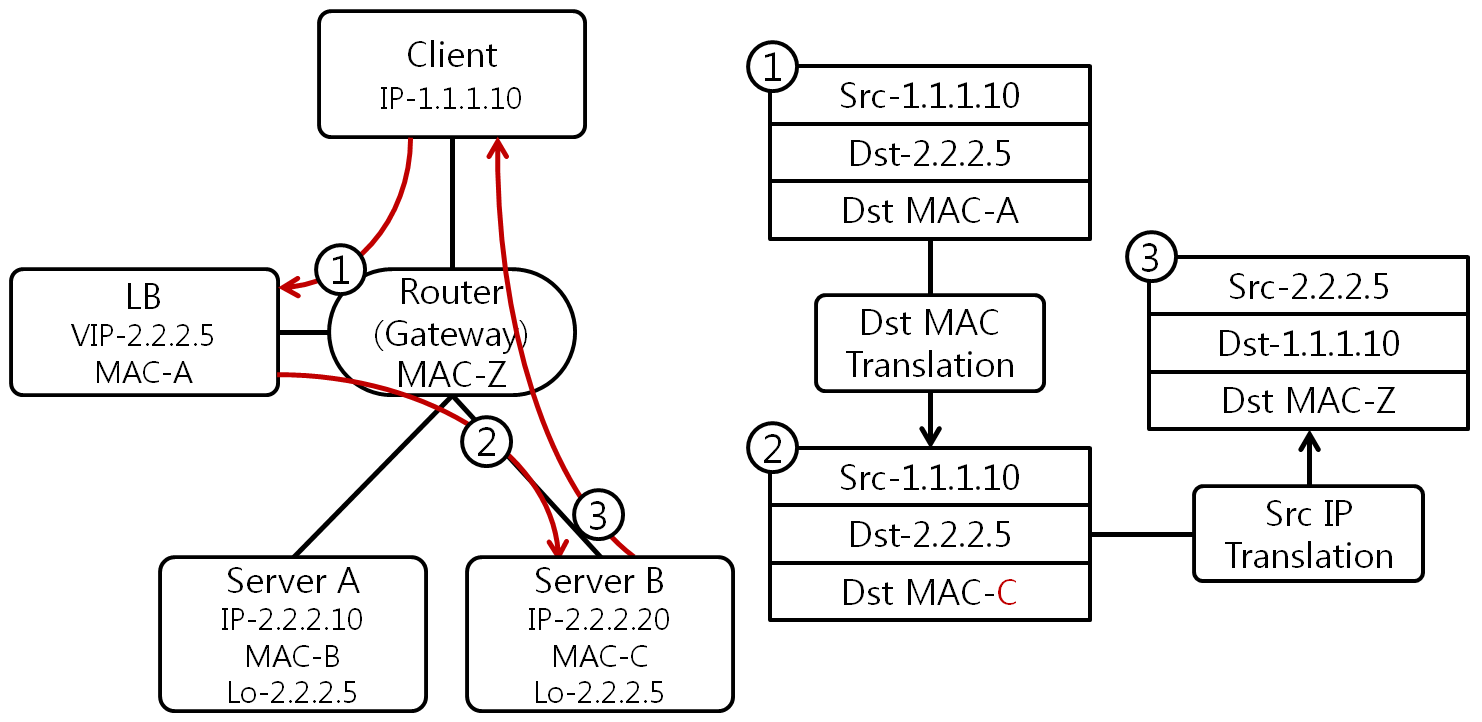 Client
IP-1.1.1.10
1
LB
VIP-2.2.2.5
MAC-A
Router
(Gateway)
MAC-Z
2
3
Server A
IP-2.2.2.10
MAC-B
Lo-2.2.2.5
Server B
IP-2.2.2.20
MAC-C
Lo-2.2.2.5
1
Src-1.1.1.10
Dst-2.2.2.5
Dst MAC-A
Dst MAC
Translation
2
Src-1.1.1.10
Dst-2.2.2.5
Dst MAC-C
Src IP
Translation
3
Src-2.2.2.5
Dst-1.1.1.10
Dst MAC-Z